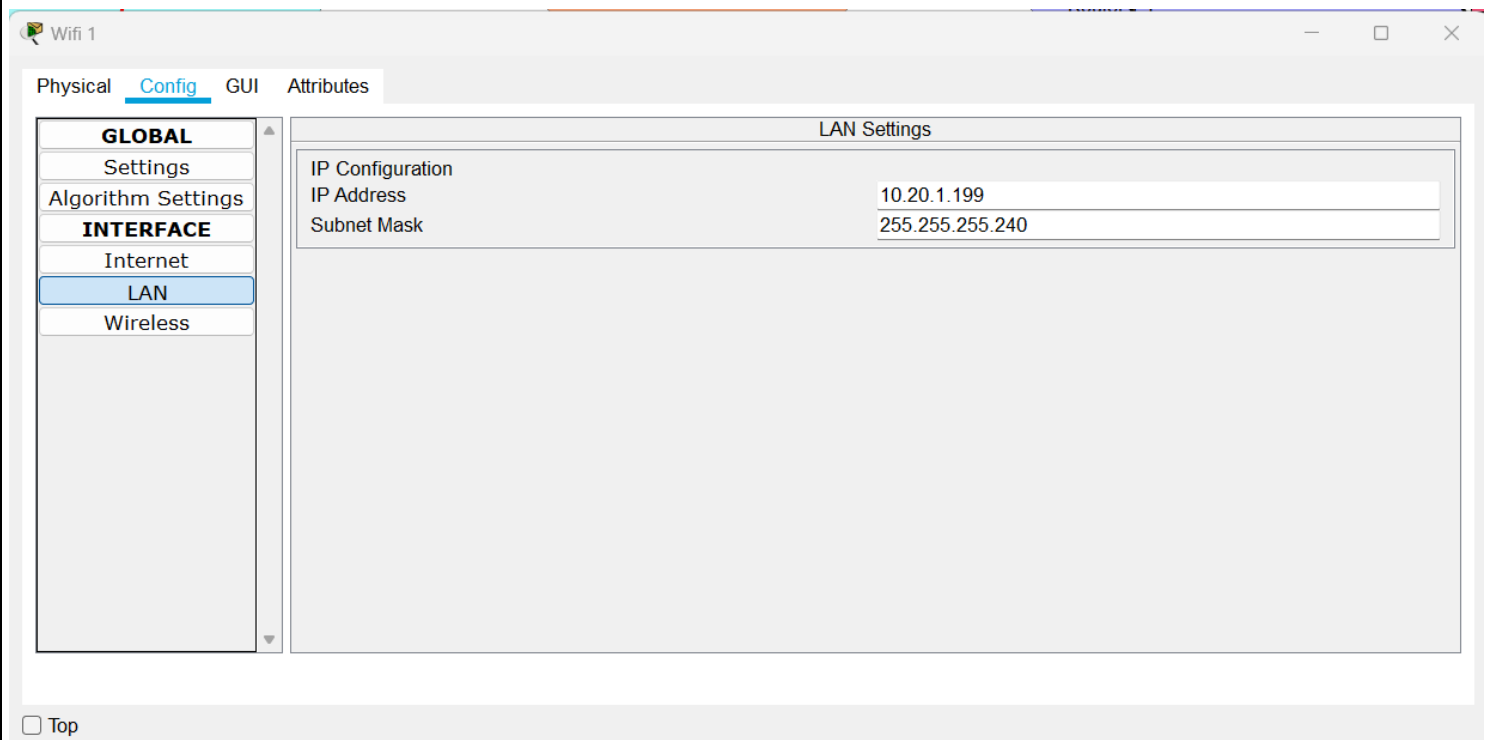 Wifi 1
Physical Config GUI Attributes
GLOBAL
Settings
Algorithm Settings
INTERFACE
Internet
LAN
Wireless
LAN Settings
IP Configuration
IP Address 10.20.1.199
Subnet Mask 255.255.255.240
Top